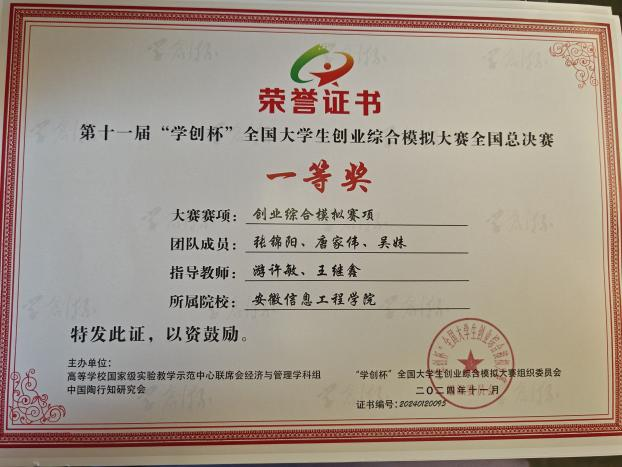 荣誉证书
第十一届“学创杯”全国大学生创业综合模拟大赛全国总决赛
一等奖
大赛赛项：创业综合模拟赛项
团队成员：张锦阳、唐家伟、吴妹
指导教师：游许敏、王继鑫
所属院校：安徽信息工程学院
特发此证，以资鼓励。
主办单位：
高等学校国家级实验教学示范中心联席会经济与管理学科组
中国陶行知研究会
“学创杯”全国大学生创业综合模拟大赛组织委员会
二〇二四年十一月
证书编号：20240120095